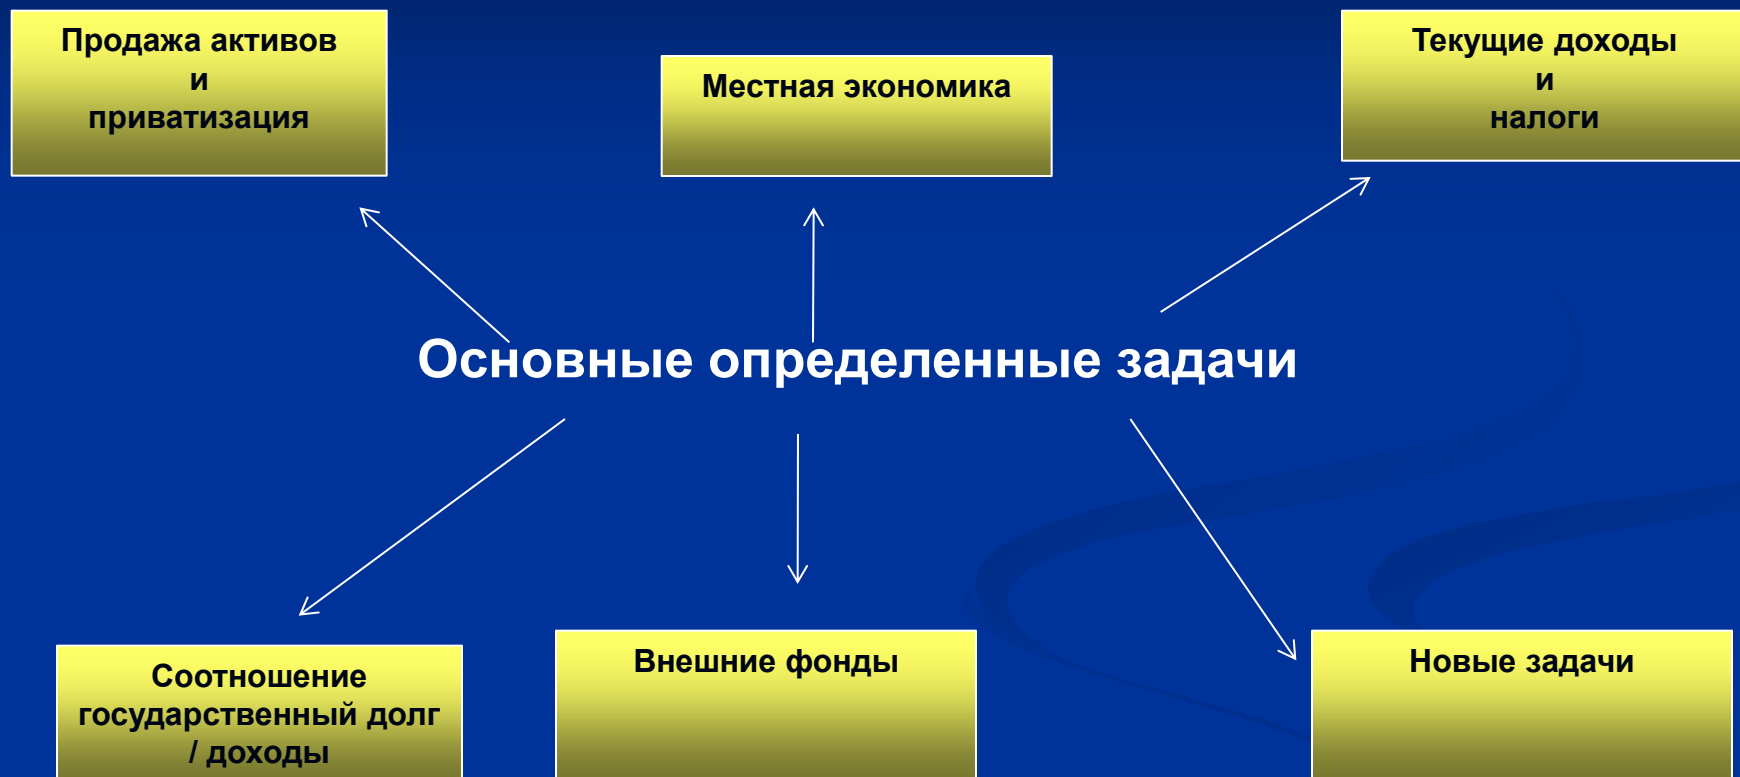 Продажа активов
и
приватизация
Местная экономика
Текущие доходы
и
налоги
Основные определенные задачи
Соотношение
государственный долг
/ доходы
Внешние фонды
Новые задачи